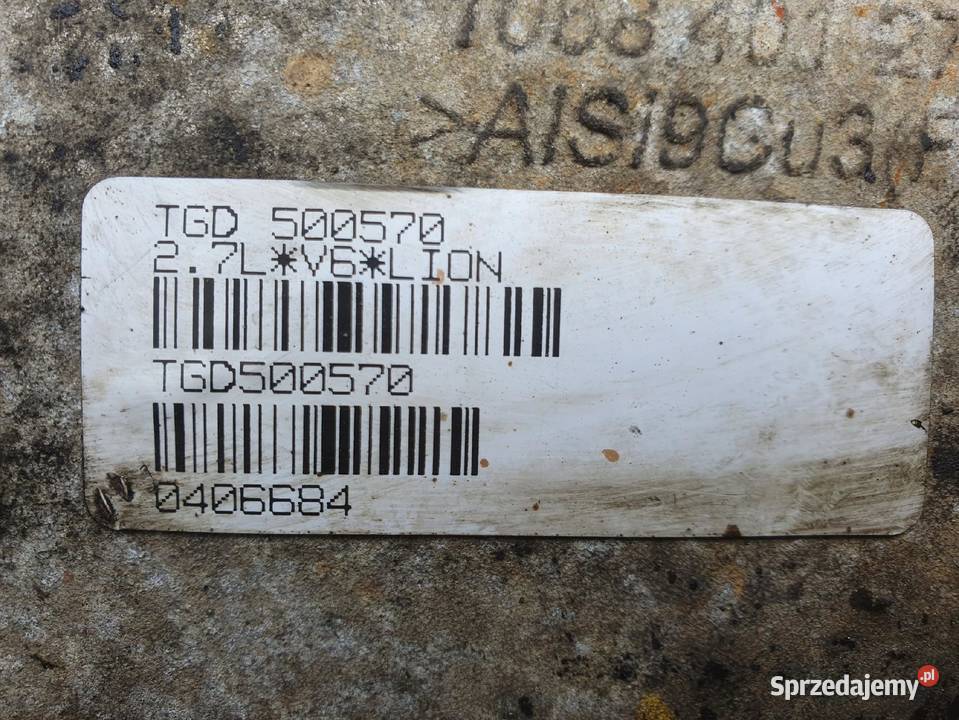 >AlSi9Cu3
TGD 500570
2.7L*V6*LION
TGD500570
0406684
Sprzedajemy.pl